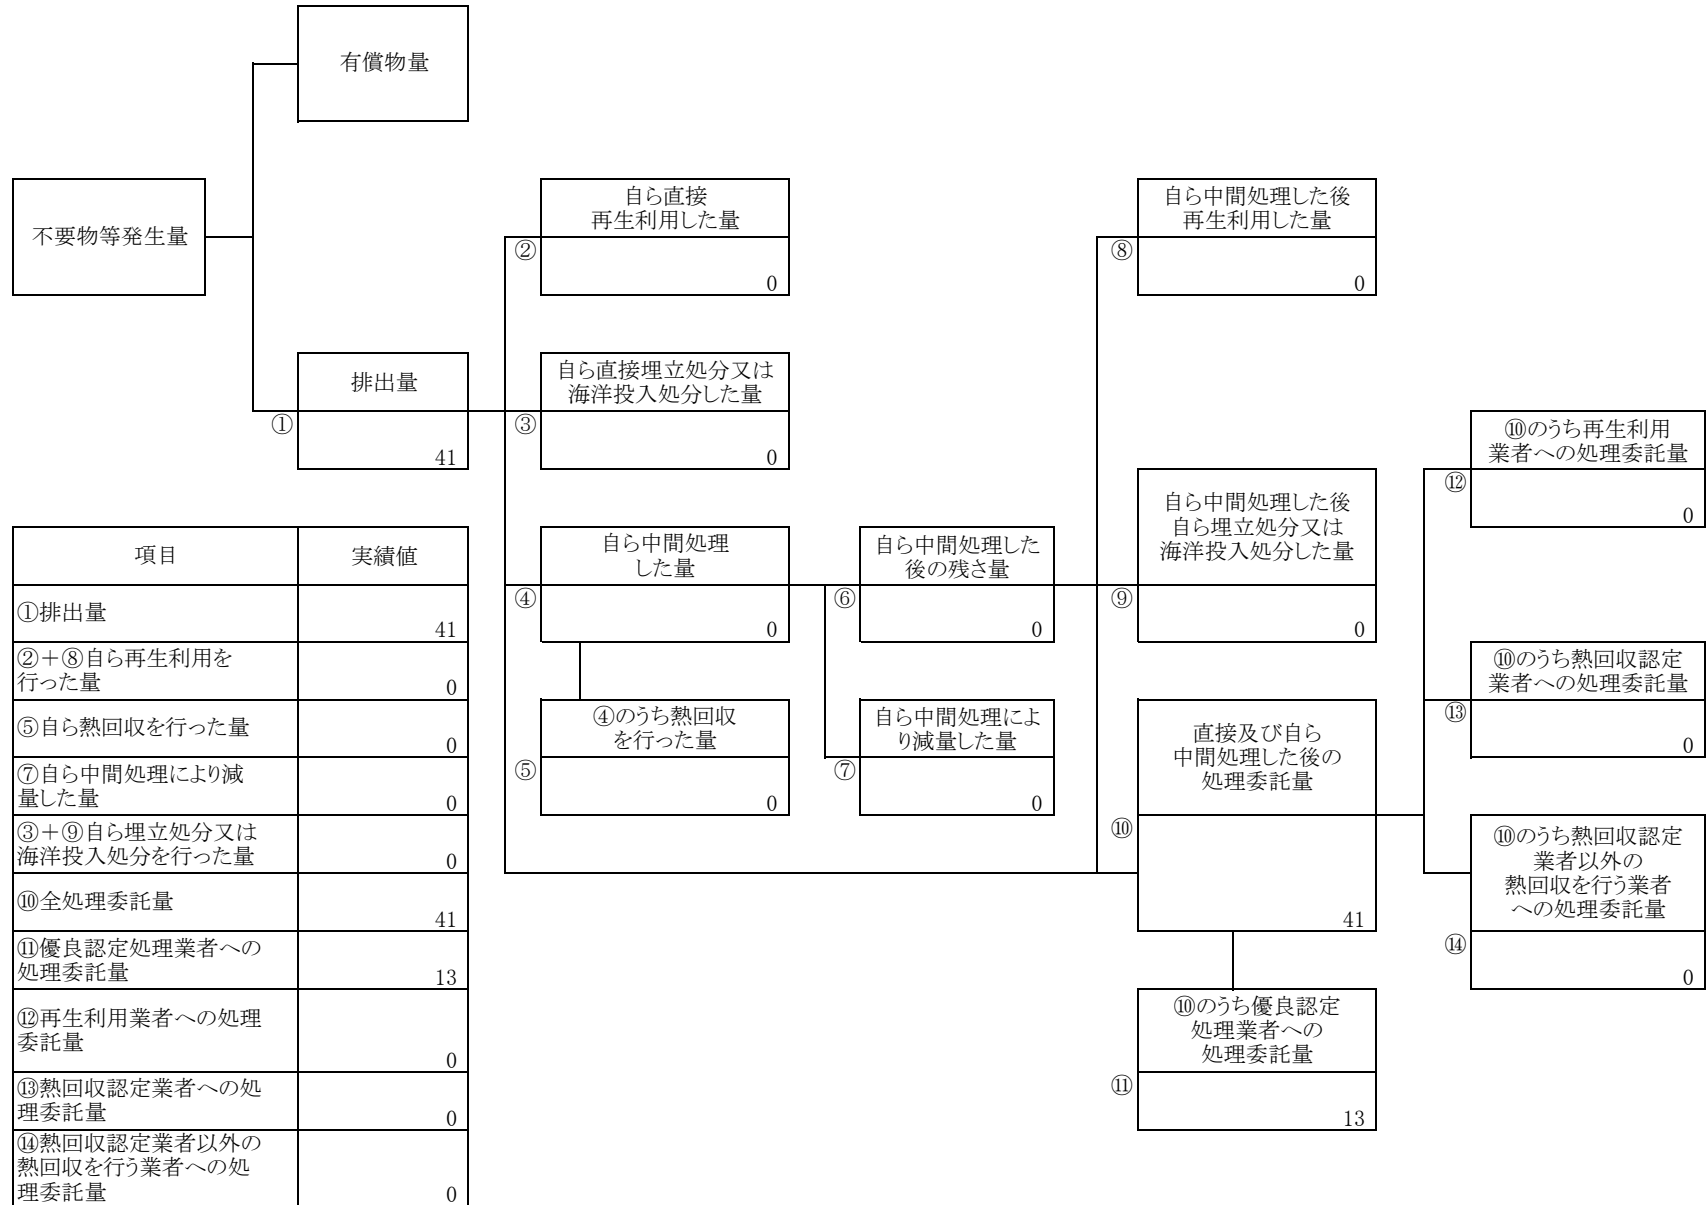 有償物量
不要物等発生量
自ら直接
再生利用した量
②
0
自ら中間処理した後
再生利用した量
⑧
0
排出量
①
41
自ら直接埋立処分又は
海洋投入処分した量
③
0
⑩のうち再生利用
業者への処理委託量
⑫
0
自ら中間処理
した量
④
0
自ら中間処理した
後の残さ量
⑥
0
自ら中間処理した後
自ら埋立処分又は
海洋投入処分した量
⑨
0
⑩のうち熱回収認定
業者への処理委託量
⑬
0
④のうち熱回収
を行った量
⑤
0
自ら中間処理によ
り減量した量
⑦
0
直接及び自ら
中間処理した後の
処理委託量
⑩
41
⑩のうち熱回収認定
業者以外の
熱回収を行う業者
への処理委託量
⑭
0
⑩のうち優良認定
処理業者への
処理委託量
⑪
13
項目 実績値
①排出量
41
②＋⑧自ら再生利用を
行った量 0
⑤自ら熱回収を行った量
0
⑦自ら中間処理により減
量した量 0
③＋⑨自ら埋立処分又は
海洋投入処分を行った量 0
⑩全処理委託量
41
⑪優良認定処理業者への
処理委託量 13
⑫再生利用業者への処理
委託量
0
⑬熱回収認定業者への処
理委託量 0
⑭熱回収認定業者以外の
熱回収を行う業者への処
理委託量 0